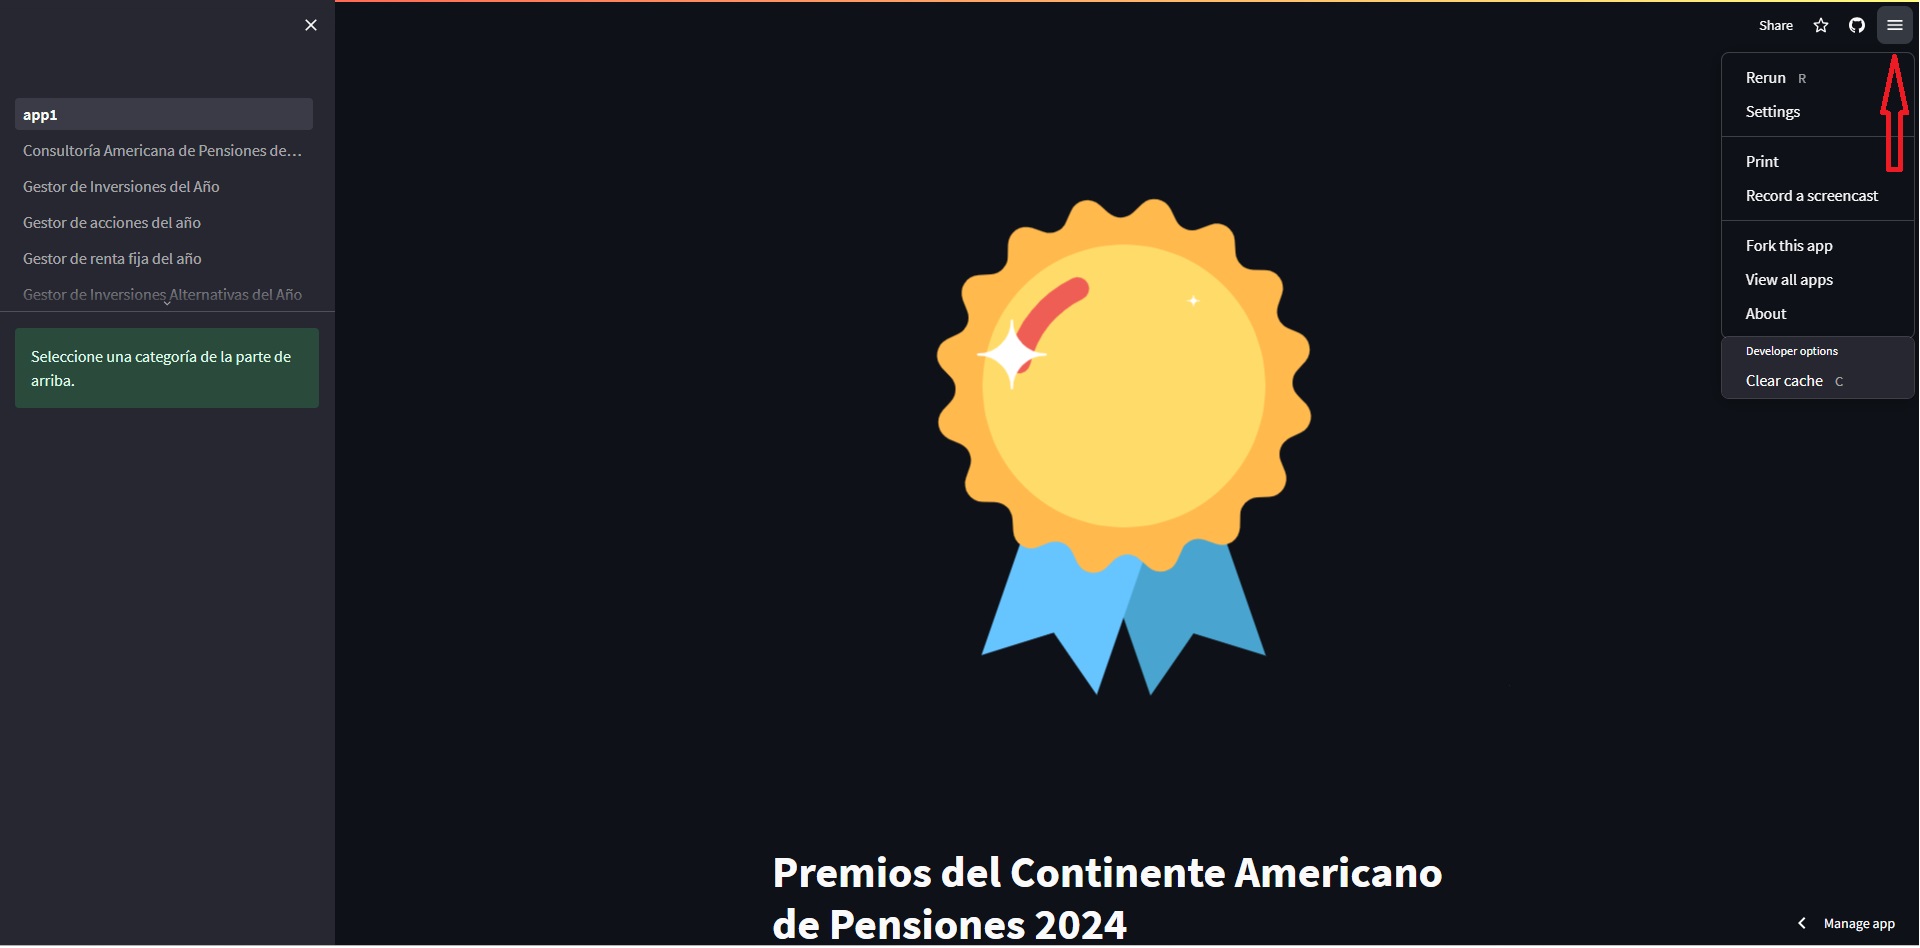 Share
Rerun R
Settings
Print
Record a screencast
Fork this app
View all apps
About
Developer options
Clear cache C
app1
Consultoría Americana de Pensiones de...
Gestor de Inversiones del Año
Gestor de acciones del año
Gestor de renta fija del año
Gestor de Inversiones Alternativas del Año
Seleccione una categoría de la parte de
arriba.
Premios del Continente Americano
de Pensiones 2024
Manage app